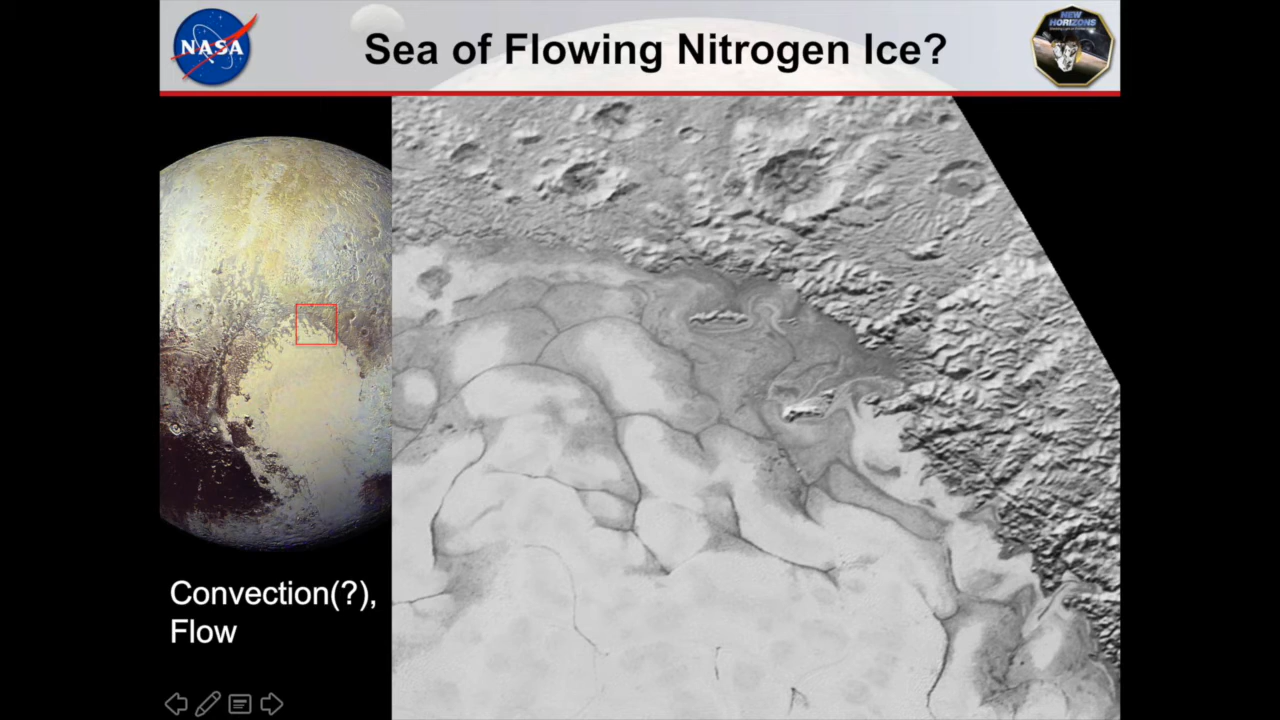 NASA
Sea of Flowing Nitrogen Ice?
NEW
HORIZONS
Convection(?),
Flow